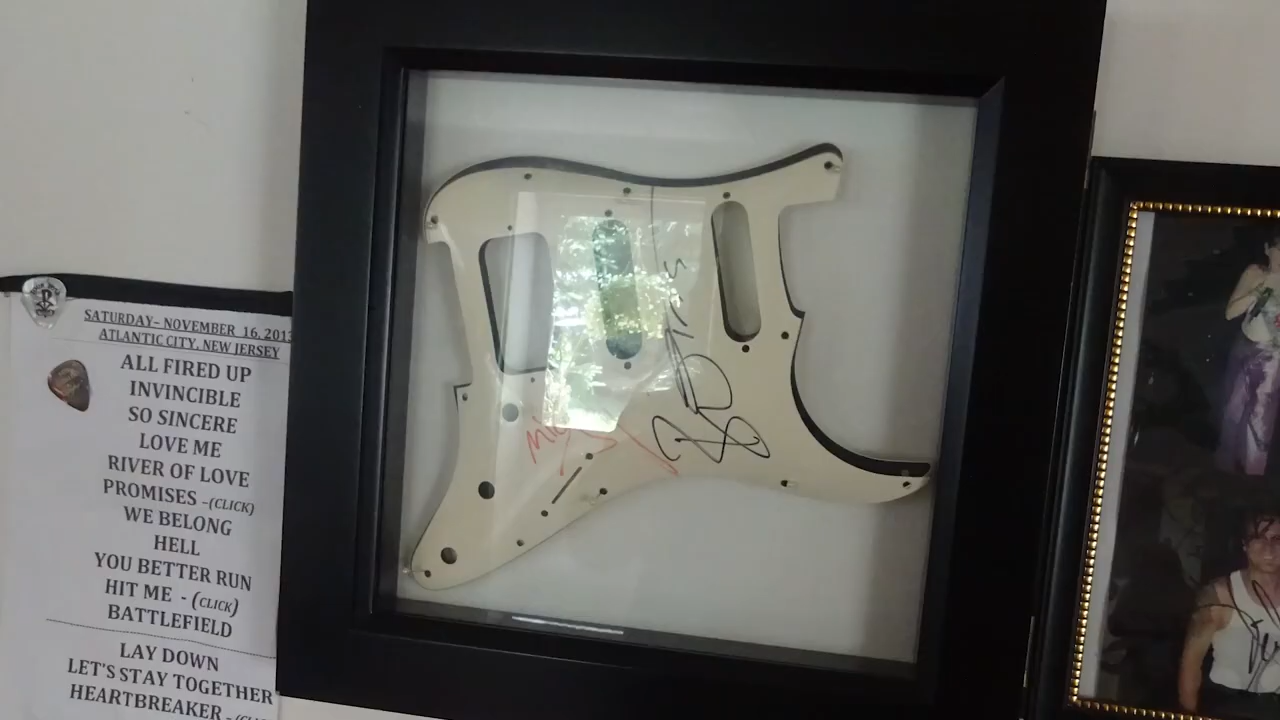 SATURDAY- NOVEMBER 16, 2013
ATLANTIC CITY, NEW JERSEY
ALL FIRED UP
INVINCIBLE
SO SINCERE
LOVE ME
RIVER OF LOVE
PROMISES -(CLICK)
WE BELONG
HELL
YOU BETTER RUN
HIT ME - (CLICK)
BATTLEFIELD
LAY DOWN
LET'S STAY TOGETHER
HEARTBREAKER -